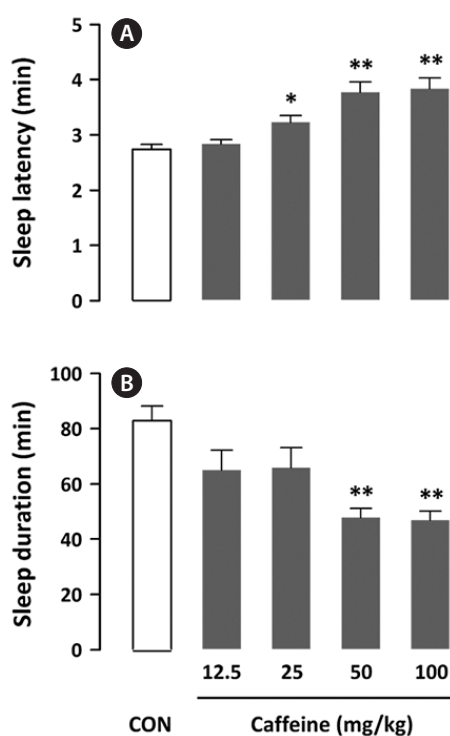 A
Sleep latency (min)
5
4
3
2
1
0
*
**
**
B
Sleep duration (min)
100
80
60
40
20
0
**
**
12.5 25 50 100
CON Caffeine (mg/kg)